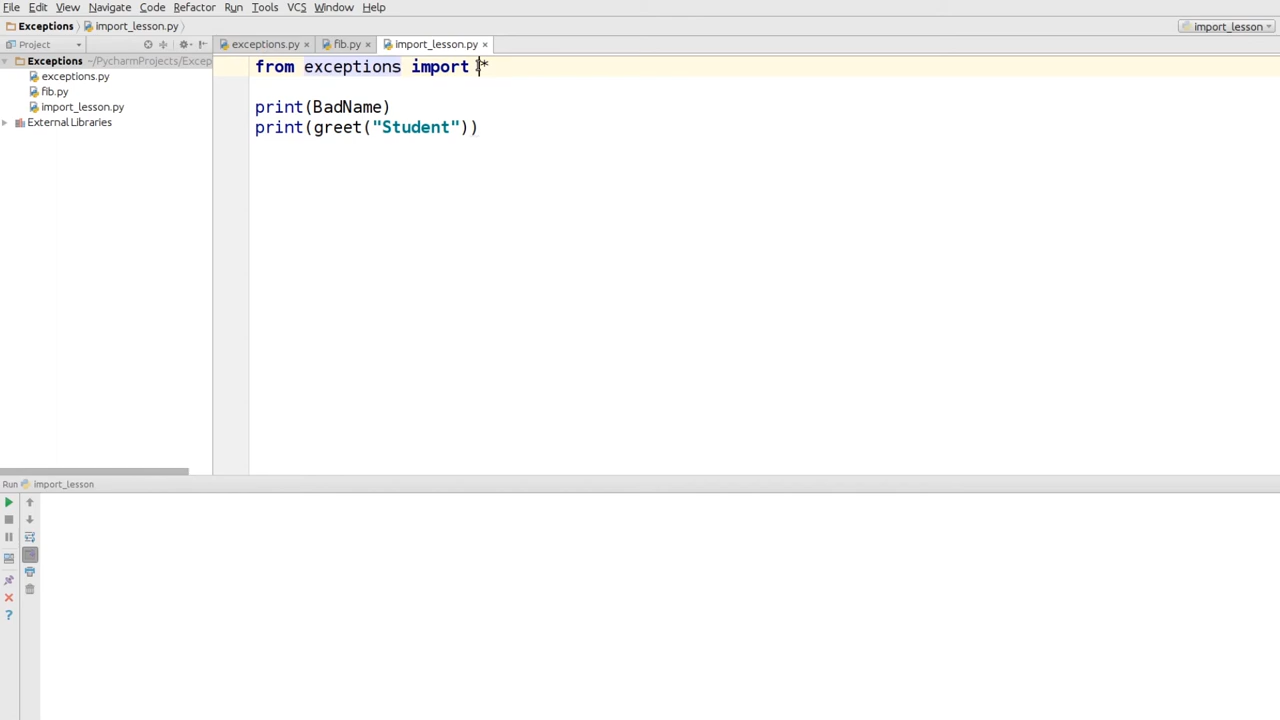 File Edit View Navigate Code Refactor Run Tools VCS Window Help
Exceptions import_lesson.py import_lesson
Project exceptions.py fib.py import_lesson.py
Exceptions ~/PycharmProjects/Excep
exceptions.py
fib.py
import_lesson.py
External Libraries
from exceptions import *
print(BadName)
print(greet("Student"))
Run import_lesson